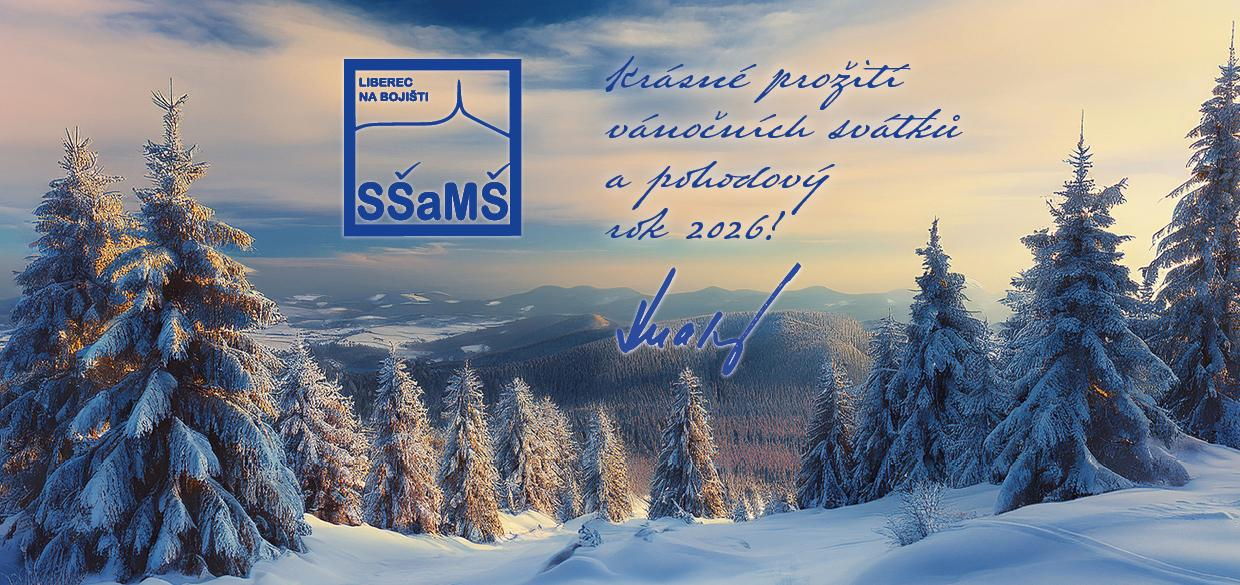 LIBEREC
NA BOJIŠTI
SŠaMŠ
Krásné prožití
vánočních svátků
a pohodový
rok 2026!